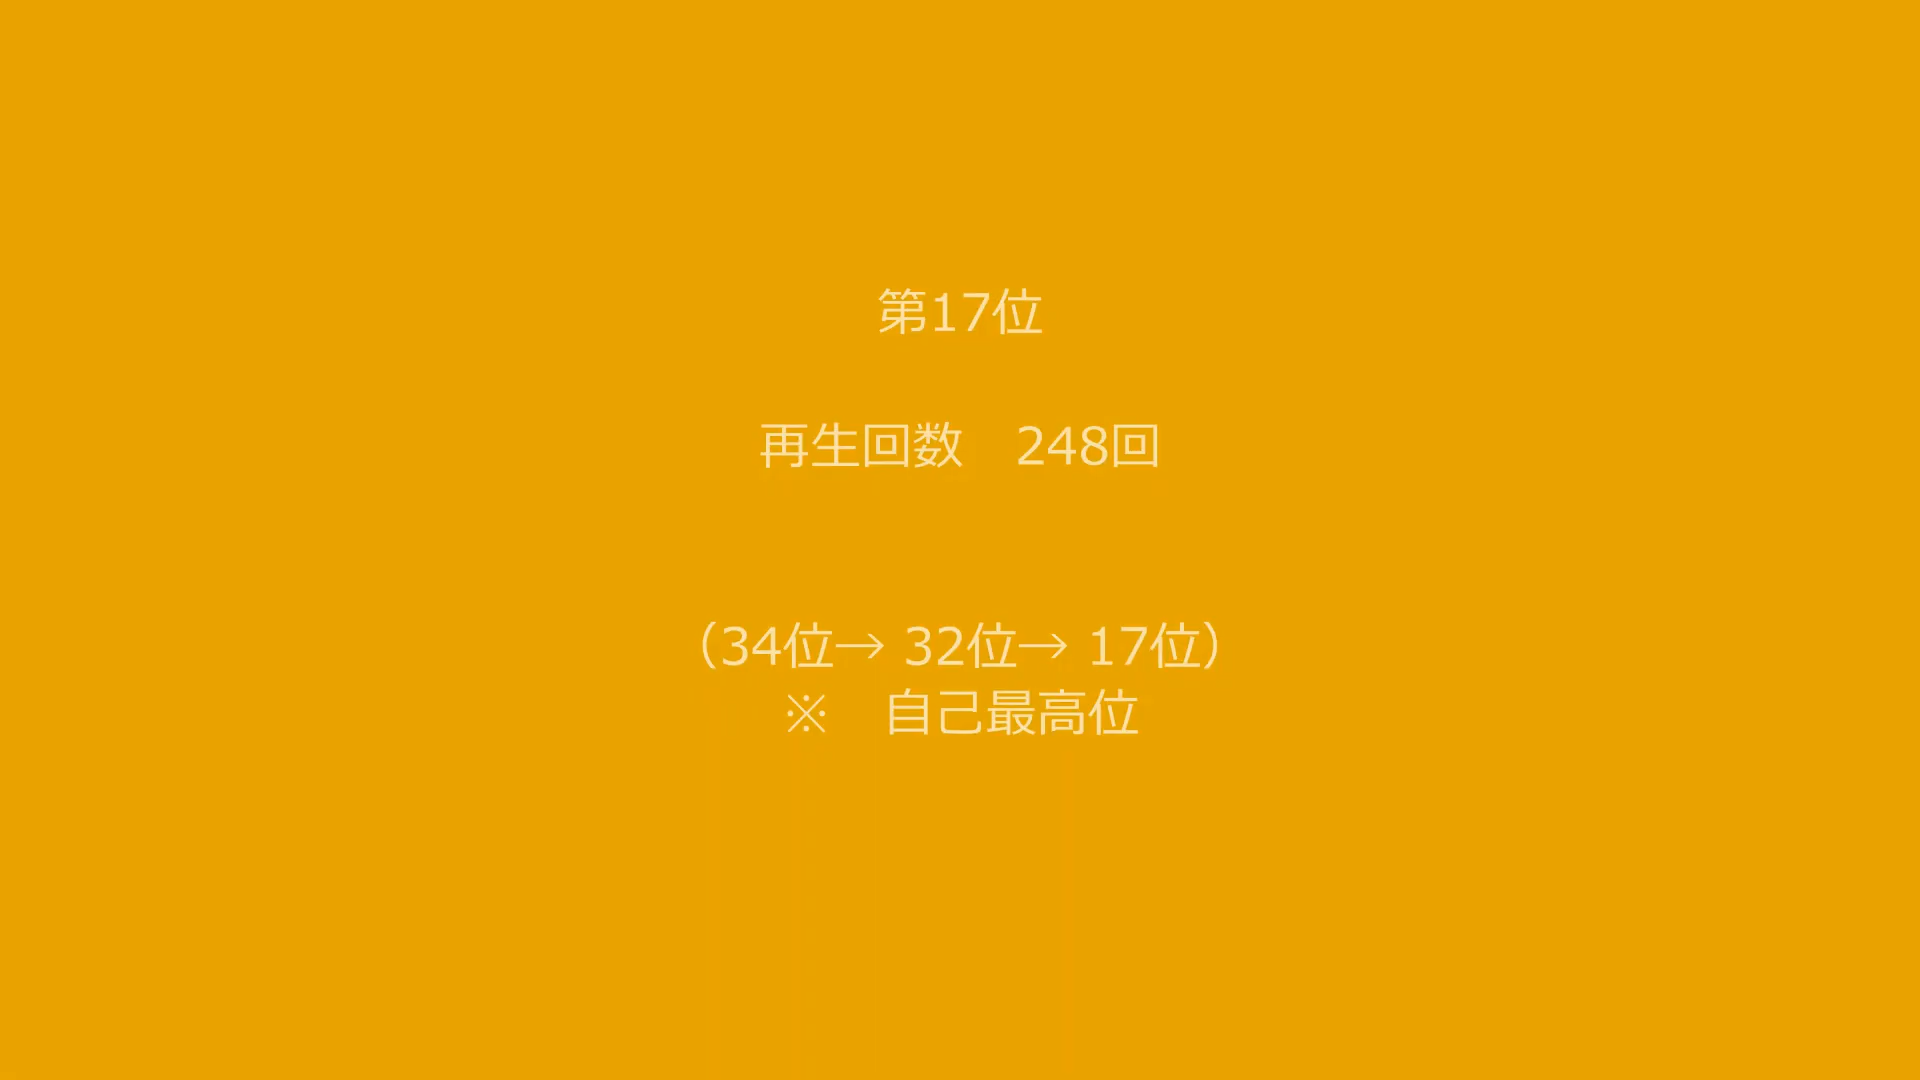 第17位
再生回数　248回
（34位→ 32位→ 17位）
※　自己最高位